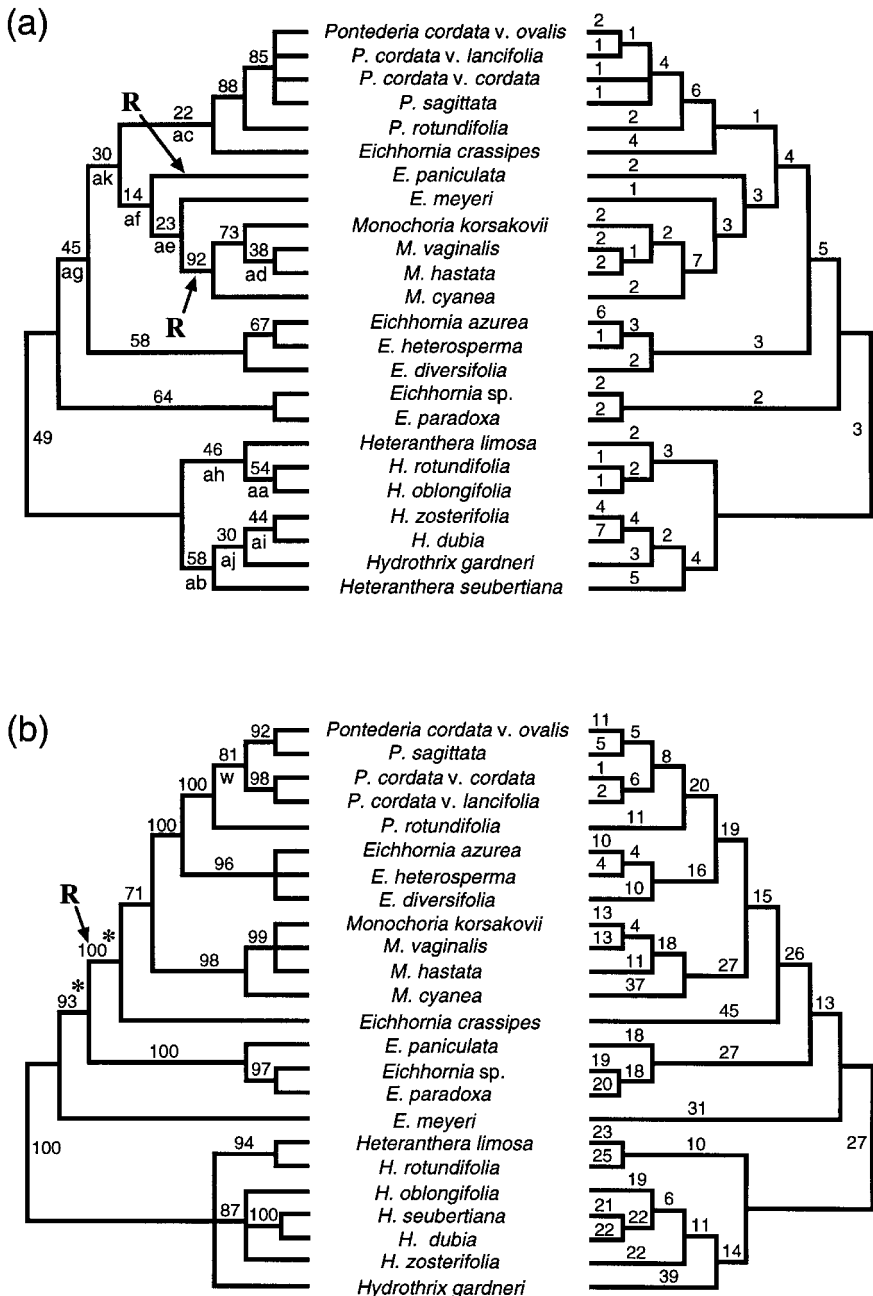 (a)
Pontederia cordata v. ovalis
P. cordata v. lancifolia
P. cordata v. cordata
P. sagittata
P. rotundifolia
Eichhornia crassipes
E. paniculata
E. meyeri
Monochoria korsakovii
M. vaginalis
M. hastata
M. cyanea
Eichhornia azurea
E. heterosperma
E. diversifolia
Eichhornia sp.
E. paradoxa
Heteranthera limosa
H. rotundifolia
H. oblongifolia
H. zosterifolia
H. dubia
Hydrothrix gardneri
Heteranthera seubertiana
85
88
R
22
ac
30
ak
14
af
23
ae
73
92
38
ad
45
ag
R
67
58
64
49
46
ah
54
aa
44
30
ai
aj
58
ab
2
1
1
4
1
1
6
2
1
4
4
2
1
3
2
3
2
2
1
2
7
5
2
6
3
1
3
2
2
2
2
3
2
3
1
2
1
4
4
7
2
3
4
5
(b)
Pontederia cordata v. ovalis
P. sagittata
P. cordata v. cordata
P. cordata v. lancifolia
P. rotundifolia
Eichhornia azurea
E. heterosperma
E. diversifolia
Monochoria korsakovii
M. vaginalis
M. hastata
M. cyanea
Eichhornia crassipes
E. paniculata
Eichhornia sp.
E. paradoxa
E. meyeri
Heteranthera limosa
H. rotundifolia
H. oblongifolia
H. seubertiana
H. dubia
H. zosterifolia
Hydrothrix gardneri
92
81
w
98
100
100
96
71
R
99
100 *
98
*
93
100
97
100
94
87
100
11
5
5
8
1
6
2
20
11
19
10
4
4
16
10
15
13
4
13
18
11
26
27
37
45
13
18
19
27
18
20
31
23
10
27
25
19
6
21
22
22
11
22
14
39